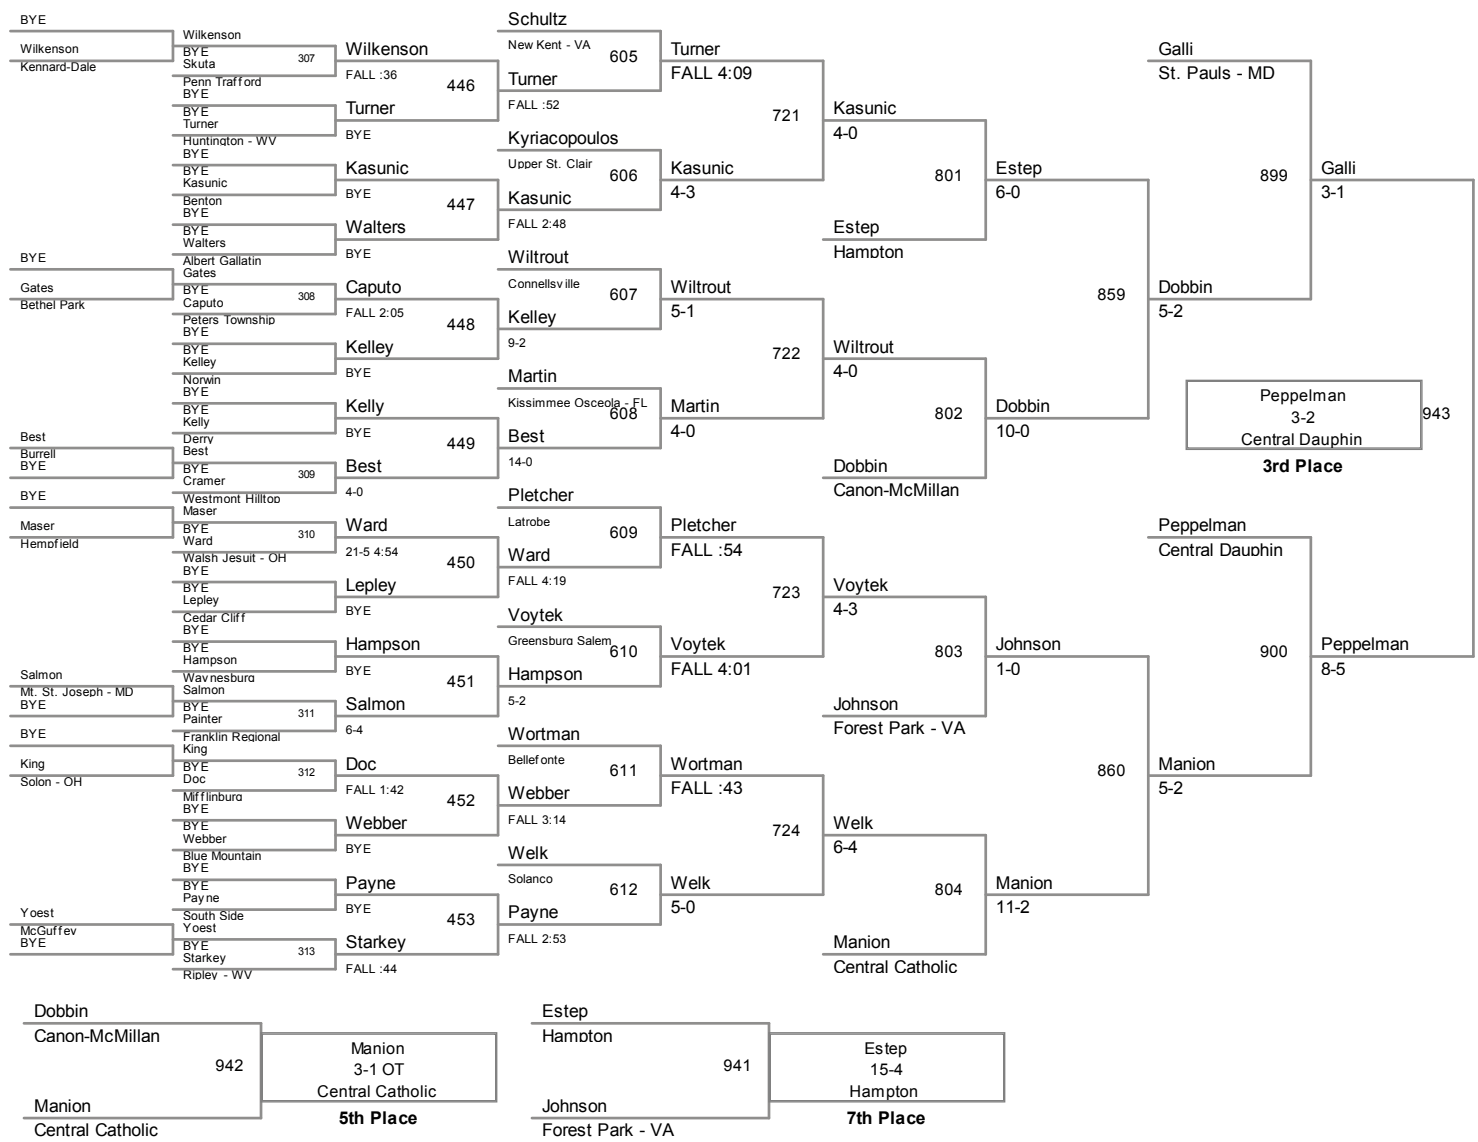 BYE
Wilkenson
Kennard-Dale
BYE
Gates
Bethel Park
Best
Burrell
BYE
BYE
Maser
Hempfield
Salmon
Mt. St. Joseph - MD
BYE
BYE
King
Solon - OH
Yoest
McGuffey
BYE
Wilkenson
BYE
Skuta
307
Penn Trafford
BYE
BYE
Turner
Huntington - WV
BYE
BYE
Kasunic
Benton
BYE
BYE
Walters
Albert Gallatin
Gates
BYE
Caputo
308
Peters Township
BYE
BYE
Kelley
Norwin
BYE
BYE
Kelly
Derry
Best
BYE
Cramer
309
Westmont Hilltop
Maser
BYE
Ward
310
Walsh Jesuit - OH
BYE
BYE
Lepley
Cedar Cliff
BYE
BYE
Hampson
Waynesburg
Salmon
BYE
Painter
311
Franklin Regional
King
BYE
Doc
312
Mifflinburg
BYE
BYE
Webber
Blue Mountain
BYE
BYE
Payne
South Side
Yoest
BYE
Starkey
313
Ripley - WV
Wilkenson
FALL :36
446
Turner
BYE
Kasunic
BYE
447
Walters
BYE
Caputo
FALL 2:05
448
Kelley
BYE
Kelly
BYE
449
Best
4-0
Ward
21-5 4:54
450
Lepley
BYE
Hampson
BYE
451
Salmon
6-4
Doc
FALL 1:42
452
Webber
BYE
Payne
BYE
453
Starkey
FALL :44
Schultz
New Kent - VA
605
Turner
FALL :52
Kyriacopoulos
Upper St. Clair
606
Kasunic
FALL 2:48
Wiltrout
Connellsville
607
Kelley
9-2
Martin
Kissimmee Osceola - FL
608
Best
14-0
Pletcher
Latrobe
609
Ward
FALL 4:19
Voytek
Greensburg Salem
610
Hampson
5-2
Wortman
Bellefonte
611
Webber
FALL 3:14
Welk
Solanco
612
Payne
FALL 2:53
Turner
FALL 4:09
721
Kasunic
4-3
Wiltrout
5-1
722
Martin
4-0
Pletcher
FALL :54
723
Voytek
FALL 4:01
Wortman
FALL :43
724
Welk
5-0
Kasunic
4-0
801
Estep
Hampton
Wiltrout
4-0
802
Dobbin
Canon-McMillan
Voytek
4-3
803
Johnson
Forest Park - VA
Welk
6-4
804
Manion
Central Catholic
Estep
6-0
859
Dobbin
10-0
Johnson
1-0
860
Manion
11-2
Galli
St. Pauls - MD
899
Dobbin
5-2
Peppelman
Central Dauphin
900
Manion
5-2
Galli
3-1
Peppelman
3-2
Central Dauphin
943
3rd Place
Peppelman
8-5
Dobbin
Canon-McMillan
942
Manion
Central Catholic
Manion
3-1 OT
Central Catholic
5th Place
Estep
Hampton
941
Johnson
Forest Park - VA
Estep
15-4
Hampton
7th Place